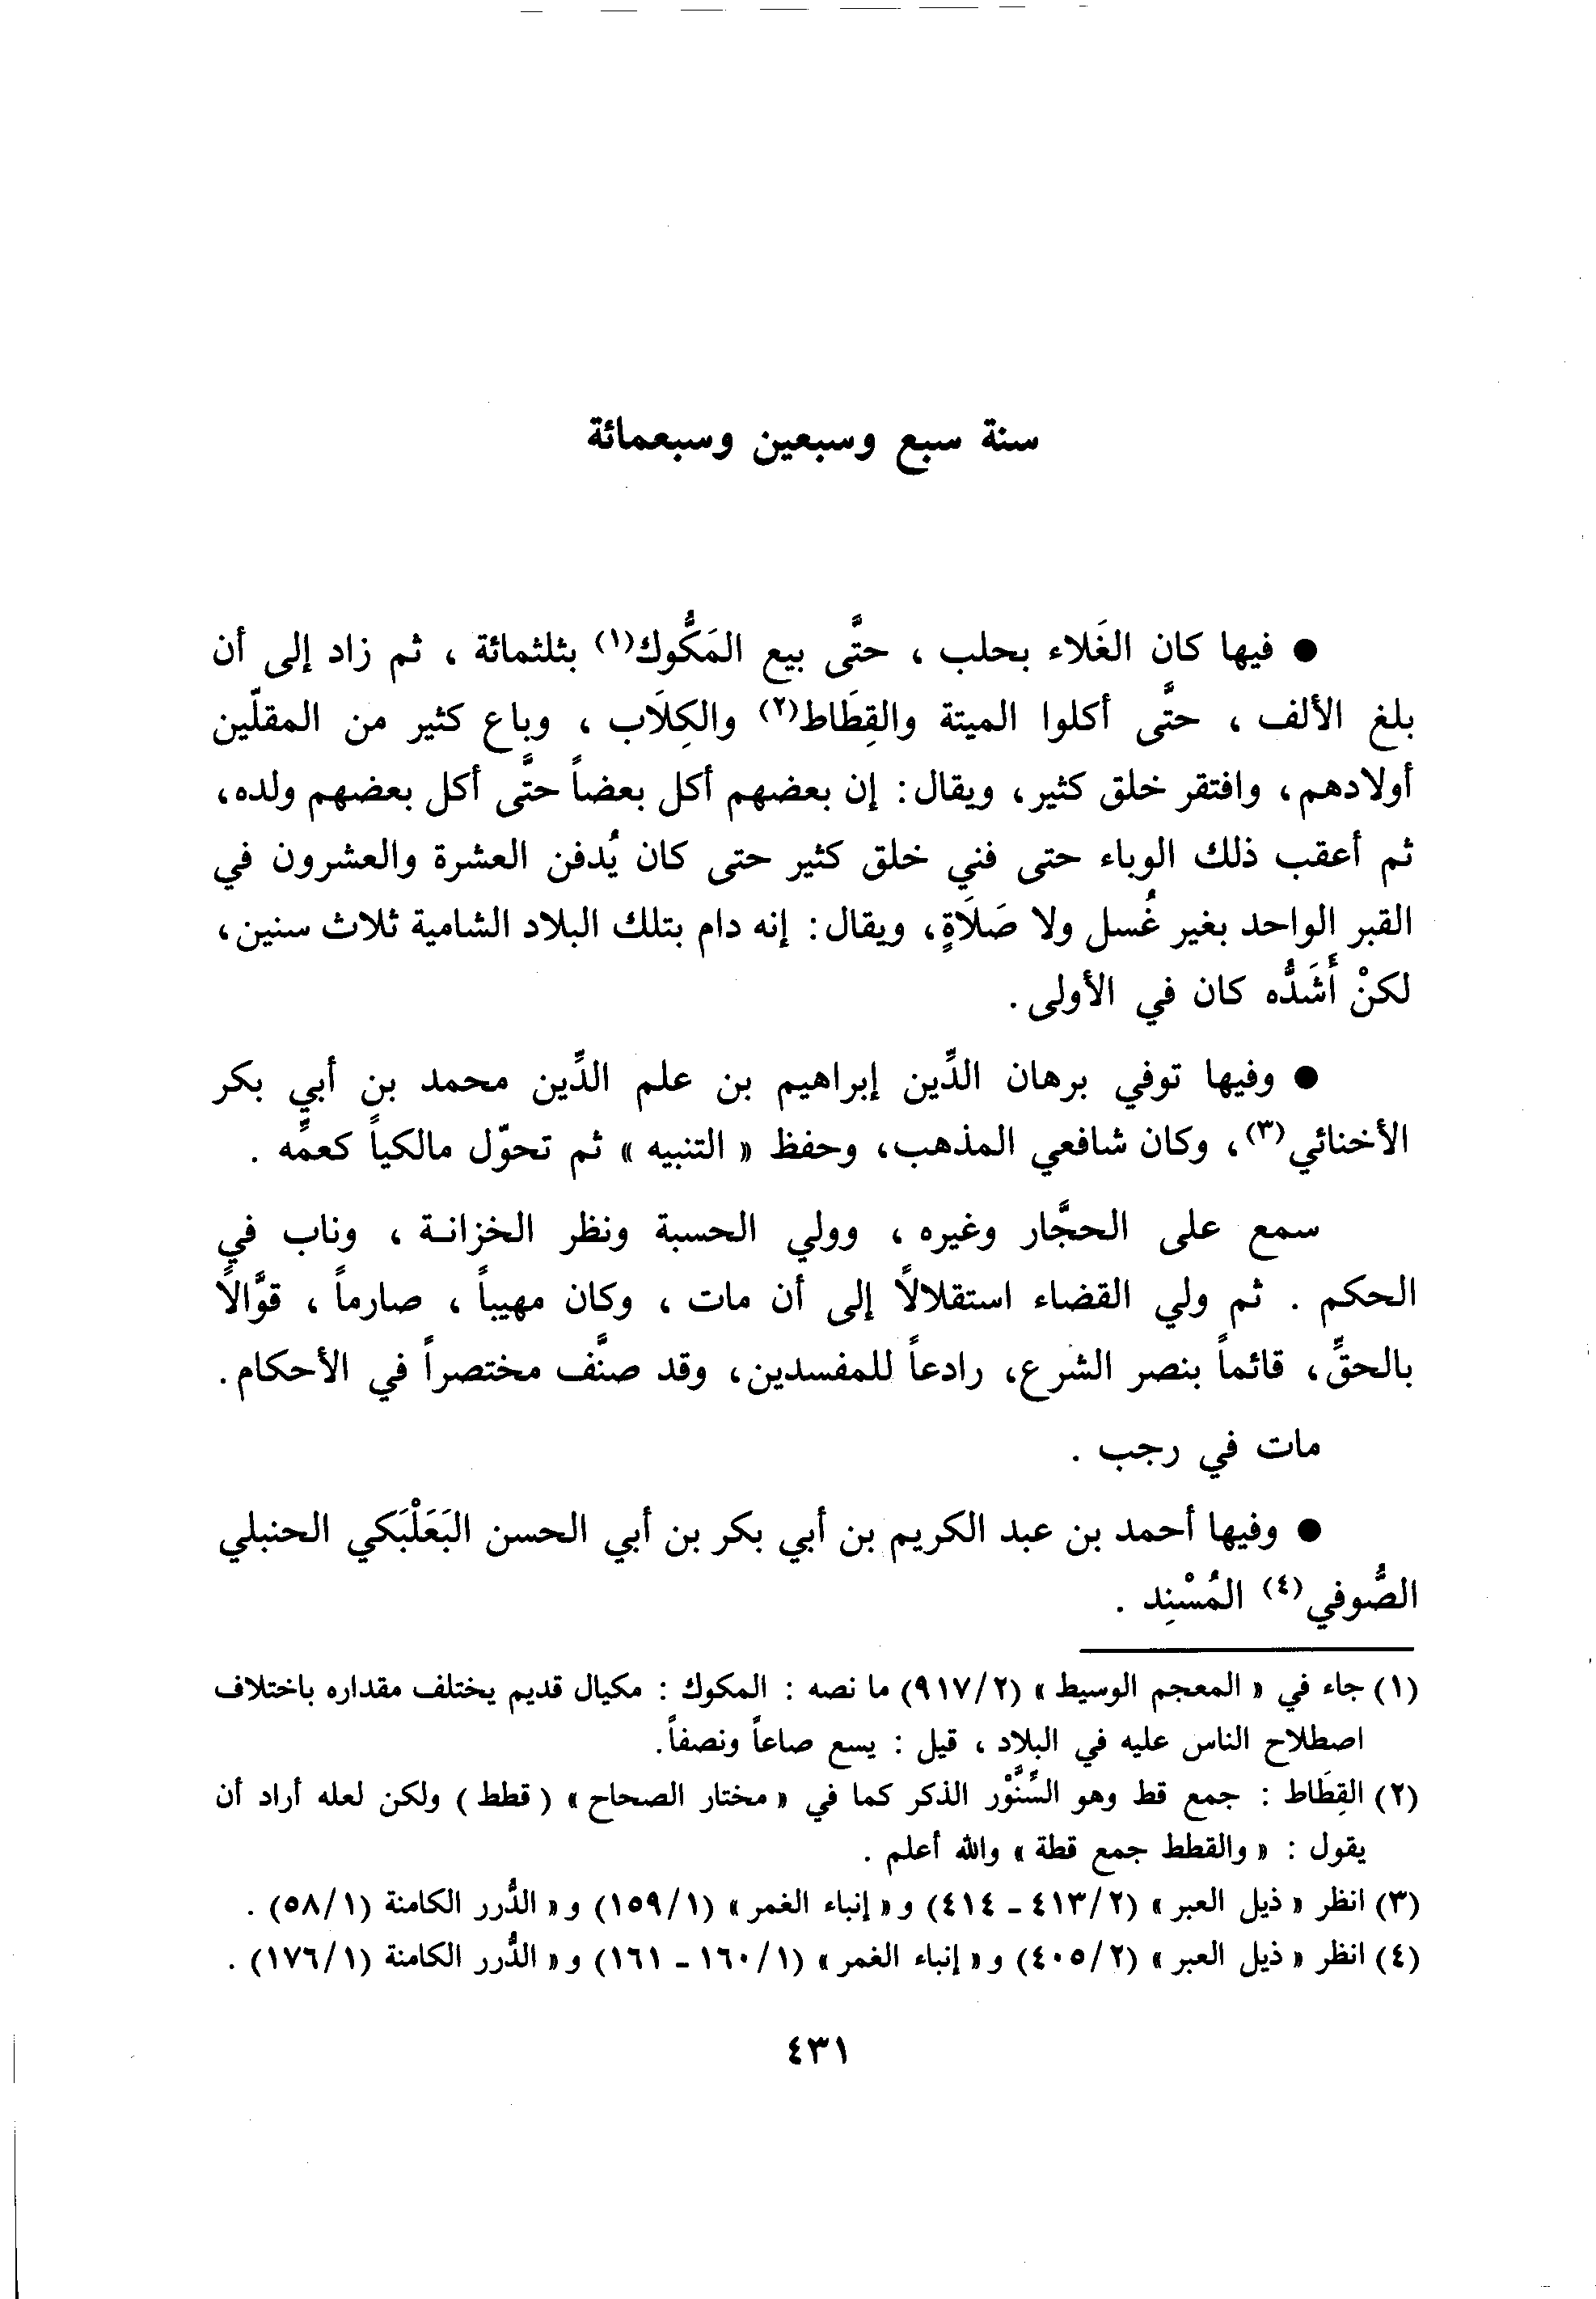 سنة سبع وسبعين وسبعمائة
● فيها كان الغَلاء بحلب ، حتَّى بيع المَكُّوك(١) بثلثمائة ، ثم زاد إلى أن
بلغ الألف ، حتَّى أكلوا الميتة والقِطَاط(٢) والكِلَاب ، وباع كثير من المقلّين
أولادهم، وافتقر خلق كثير، ويقال: إن بعضهم أكل بعضاً حتَّى أكل بعضهم ولده،
ثم أعقب ذلك الوباء حتى فني خلق كثير حتى كان يُدفن العشرة والعشرون في
القبر الواحد بغير غُسل ولا صَلَاةٍ، ويقال: إنه دام بتلك البلاد الشامية ثلاث سنين،
لكنْ أَشَدُّه كان في الأولى.
● وفيها توفي برهان الدِّين إبراهيم بن علم الدِّين محمد بن أبي بكر
الأخنائي(٣)، وكان شافعي المذهب، وحفظ « التنبيه » ثم تحوّل مالكياً كعمِّه .
سمع على الحجَّار وغيره ، وولي الحسبة ونظر الخزانة ، وناب في
الحكم . ثم ولي القضاء استقلالاً إلى أن مات ، وكان مهيباً ، صارماً ، قوَّالاً
بالحقِّ، قائماً بنصر الشرع، رادعاً للمفسدين، وقد صنَّف مختصراً في الأحكام.
مات في رجب .
● وفيها أحمد بن عبد الكريم بن أبي بكر بن أبي الحسن البَعَلْبَكي الحنبلي
الصُّوفي(٤) المُسْنِد .
(١) جاء في « المعجم الوسيط » (٩١٧/٢) ما نصه : المكوك : مكيال قديم يختلف مقداره باختلاف
اصطلاح الناس عليه في البلاد ، قيل : يسع صاعاً ونصفاً.
(٢) القِطَاط : جمع قط وهو السِّنَّوْر الذكر كما في « مختار الصحاح » ( قطط ) ولكن لعله أراد أن
يقول : « والقطط جمع قطة » والله أعلم .
(٣) انظر « ذيل العبر » (٤١٣/٢ - ٤١٤) و « إنباء الغمر » (١٥٩/١) و « الدُّرر الكامنة (٥٨/١) .
(٤) انظر « ذيل العبر » (٤٠٥/٢) و « إنباء الغمر » (١٦٠/١ - ١٦١) و « الدُّرر الكامنة (١٧٦/١) .
٤٣١